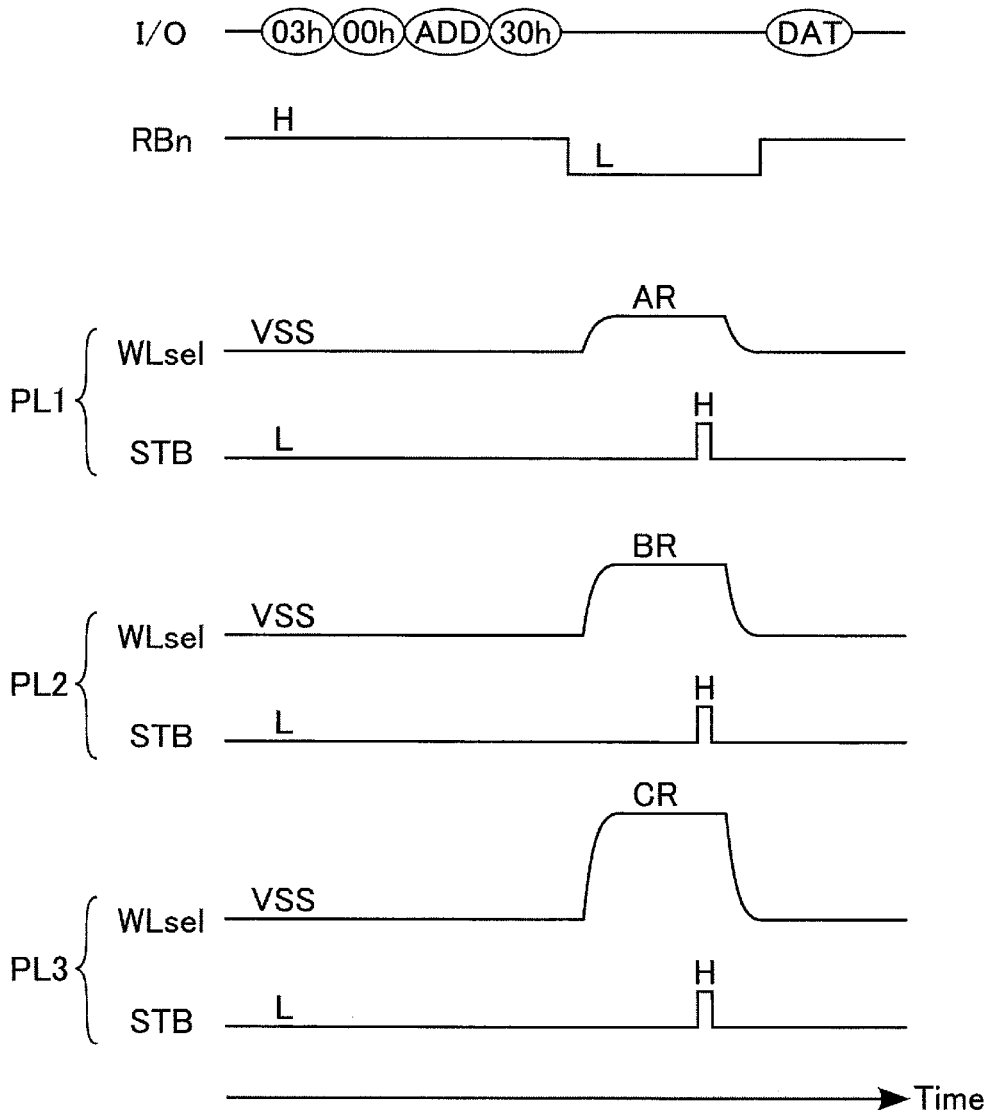 I/O 03h 00h ADD 30h DAT
RBn H L
PL1
WLsel VSS AR
STB L H
PL2
WLsel VSS BR
STB L H
PL3
WLsel VSS CR
STB L H
Time